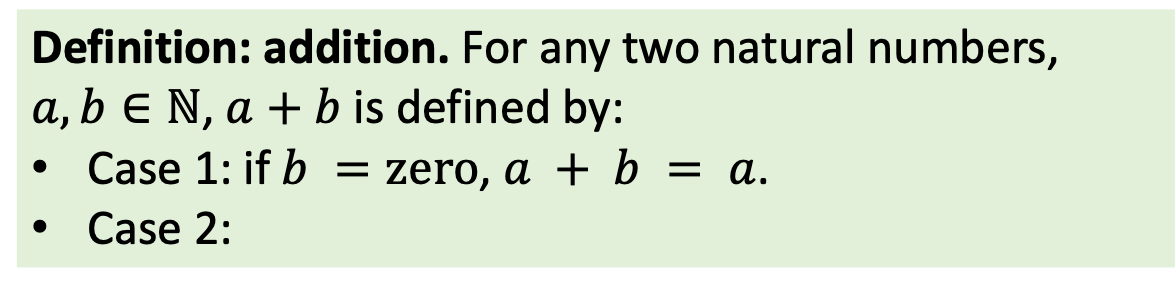 Definition: addition. For any two natural numbers,
𝑎, 𝑏 ∈ ℕ, 𝑎 + 𝑏 is defined by:
• Case 1: if 𝑏 = zero, 𝑎 + 𝑏 = 𝑎.
• Case 2: